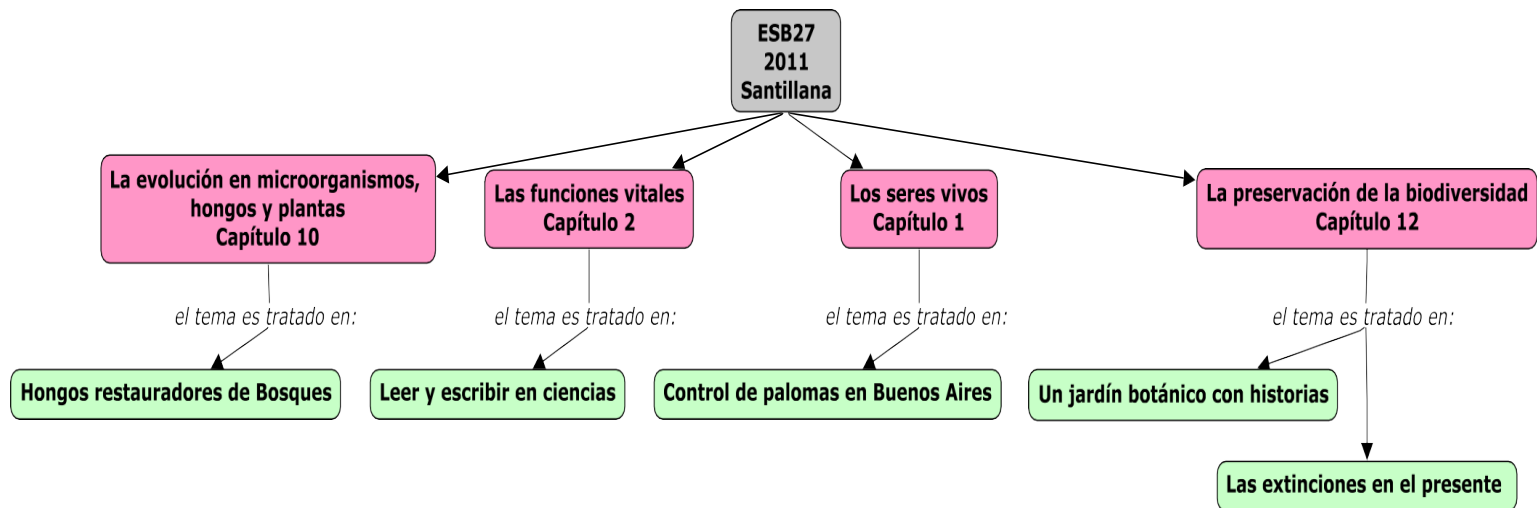 ESB27
2011
Santillana
La evolución en microorganismos,
hongos y plantas
Capítulo 10
Las funciones vitales
Capítulo 2
Los seres vivos
Capítulo 1
La preservación de la biodiversidad
Capítulo 12
el tema es tratado en:
el tema es tratado en:
el tema es tratado en:
el tema es tratado en:
Hongos restauradores de Bosques
Leer y escribir en ciencias
Control de palomas en Buenos Aires
Un jardín botánico con historias
Las extinciones en el presente